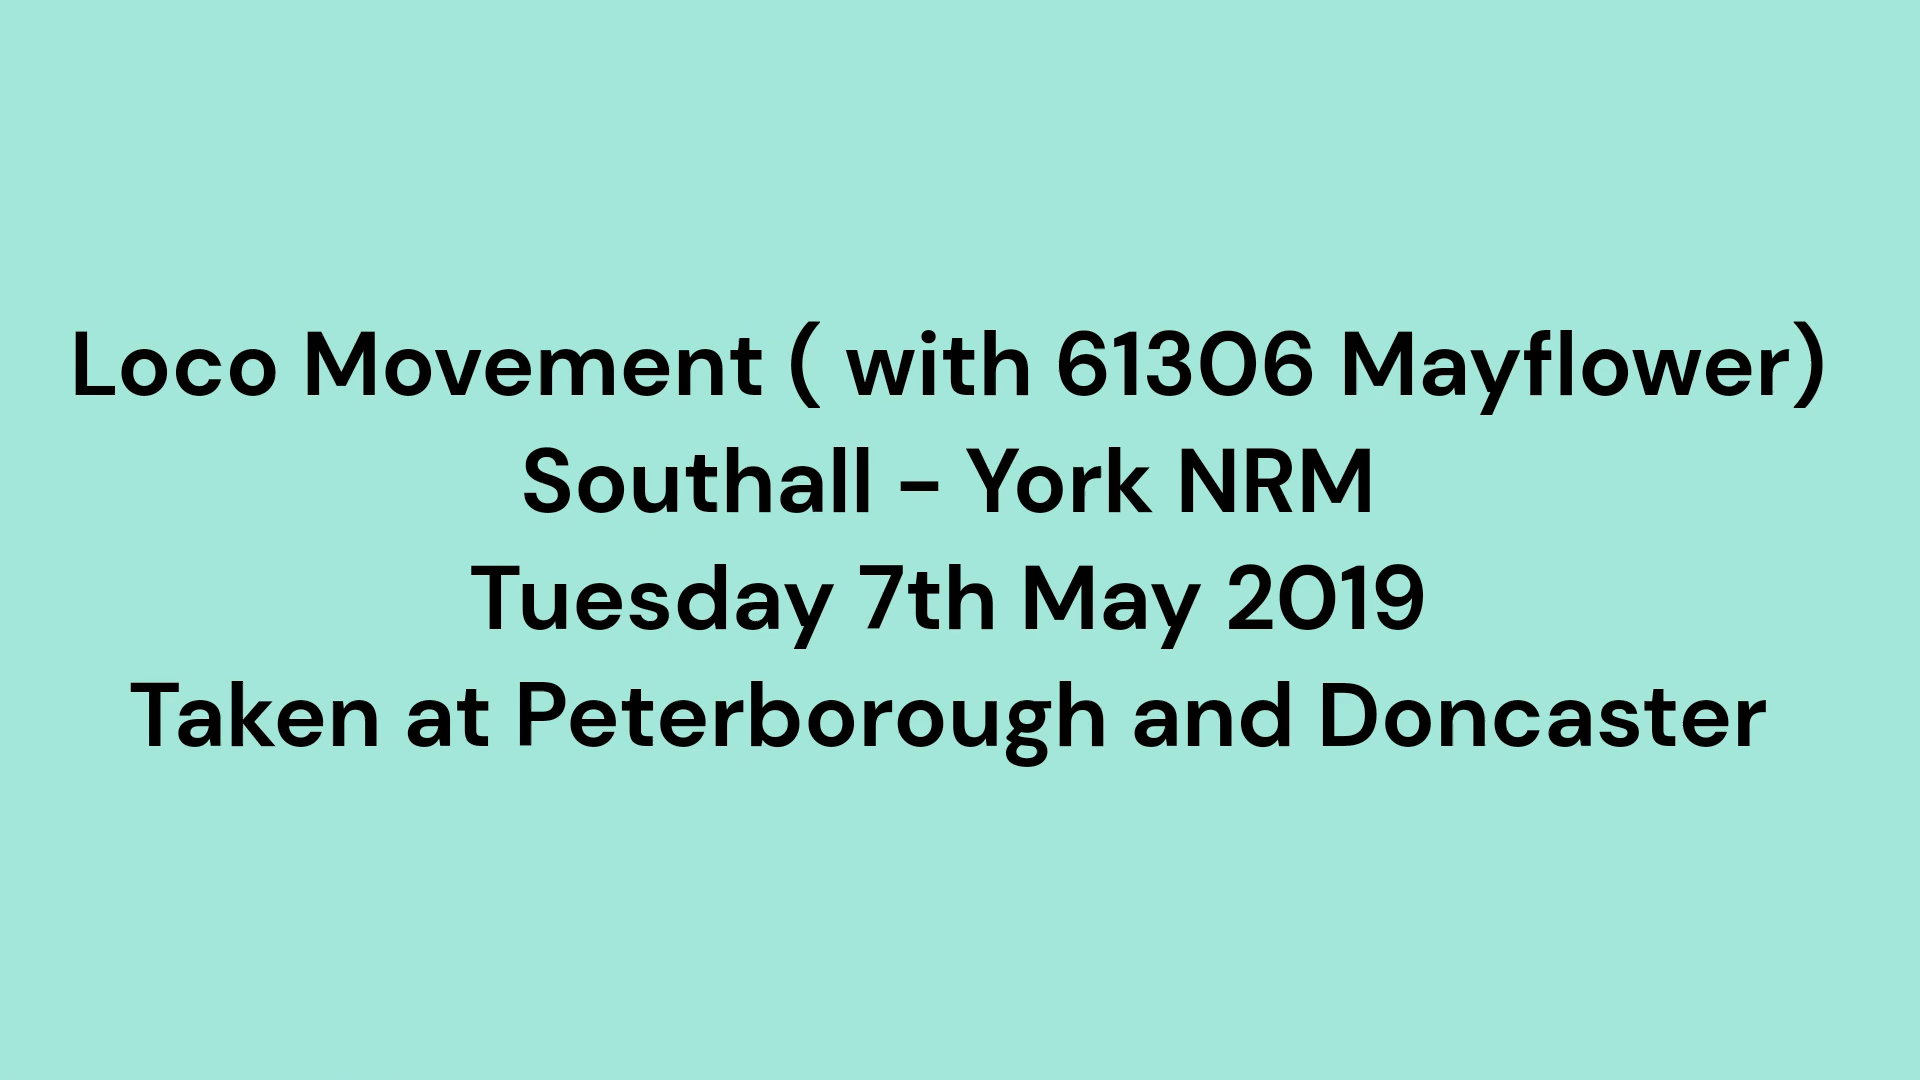 Loco Movement ( with 61306 Mayflower)
Southall - York NRM
Tuesday 7th May 2019
Taken at Peterborough and Doncaster